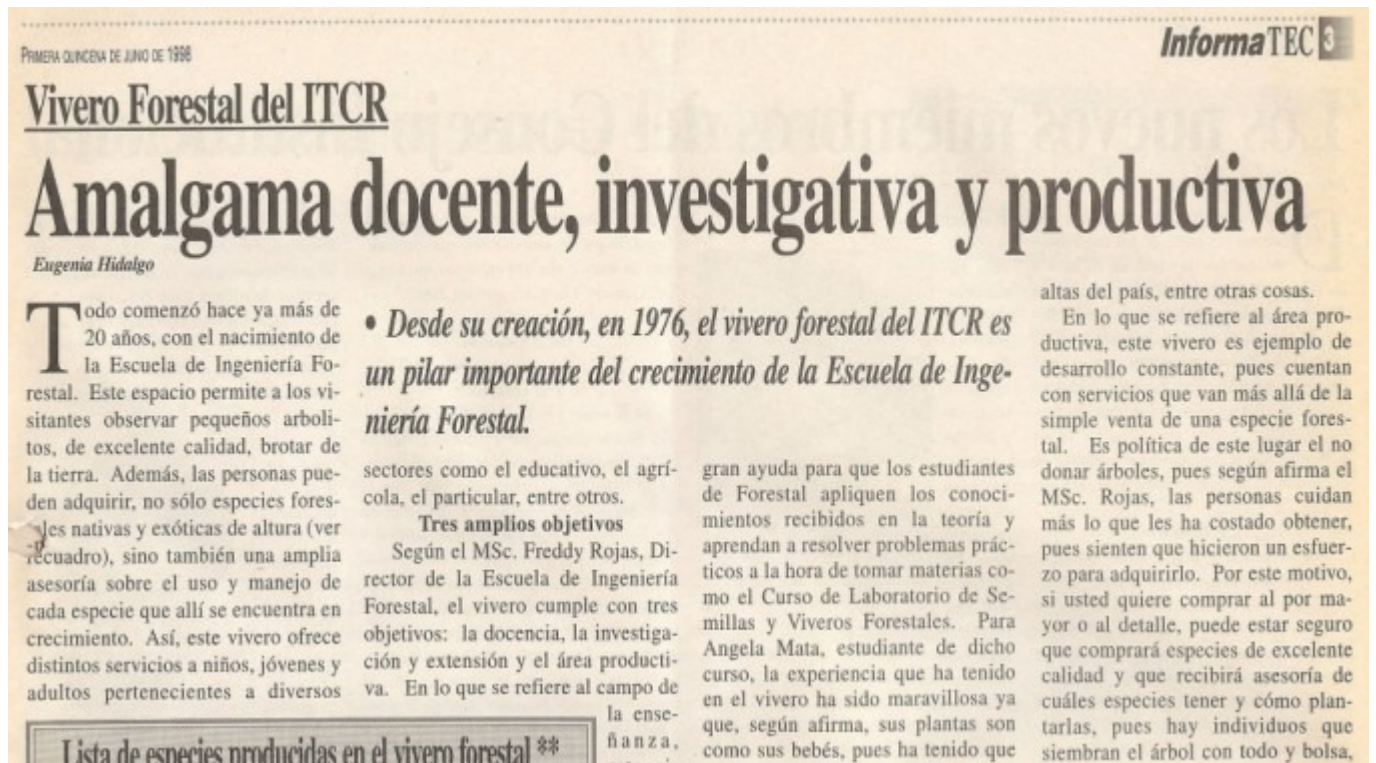 PRIMERA QUINCENA DE JUNIO DE 1998
InformaTEC 3
Vivero Forestal del ITCR
Amalgama docente, investigativa y productiva
Eugenia Hidalgo
Todo comenzó hace ya más de
20 años, con el nacimiento de
la Escuela de Ingeniería Fo-
restal. Este espacio permite a los vi-
sitantes observar pequeños arboli-
tos, de excelente calidad, brotar de
la tierra. Además, las personas pue-
den adquirir, no sólo especies fores-
ales nativas y exóticas de altura (ver
recuadro), sino también una amplia
asesoría sobre el uso y manejo de
cada especie que allí se encuentra en
crecimiento. Así, este vivero ofrece
distintos servicios a niños, jóvenes y
adultos pertenecientes a diversos
• Desde su creación, en 1976, el vivero forestal del ITCR es
un pilar importante del crecimiento de la Escuela de Inge-
niería Forestal.
sectores como el educativo, el agrí-
cola, el particular, entre otros.
Tres amplios objetivos
Según el MSc. Freddy Rojas, Di-
rector de la Escuela de Ingeniería
Forestal, el vivero cumple con tres
objetivos: la docencia, la investiga-
ción y extensión y el área producti-
va. En lo que se refiere al campo de
la ense-
ñanza,
gran ayuda para que los estudiantes
de Forestal apliquen los conoci-
mientos recibidos en la teoría y
aprendan a resolver problemas prác-
ticos a la hora de tomar materias co-
mo el Curso de Laboratorio de Se-
millas y Viveros Forestales. Para
Angela Mata, estudiante de dicho
curso, la experiencia que ha tenido
en el vivero ha sido maravillosa ya
que, según afirma, sus plantas son
como sus bebés, pues ha tenido que
altas del país, entre otras cosas.
En lo que se refiere al área pro-
ductiva, este vivero es ejemplo de
desarrollo constante, pues cuentan
con servicios que van más allá de la
simple venta de una especie fores-
tal. Es política de este lugar el no
donar árboles, pues según afirma el
MSc. Rojas, las personas cuidan
más lo que les ha costado obtener,
pues sienten que hicieron un esfuer-
zo para adquirirlo. Por este motivo,
si usted quiere comprar al por ma-
yor o al detalle, puede estar seguro
que comprará especies de excelente
calidad y que recibirá asesoría de
cuáles especies tener y cómo plan-
tarlas, pues hay individuos que
siembran el árbol con todo y bolsa,
Lista de especies producidas en el vivero forestal **